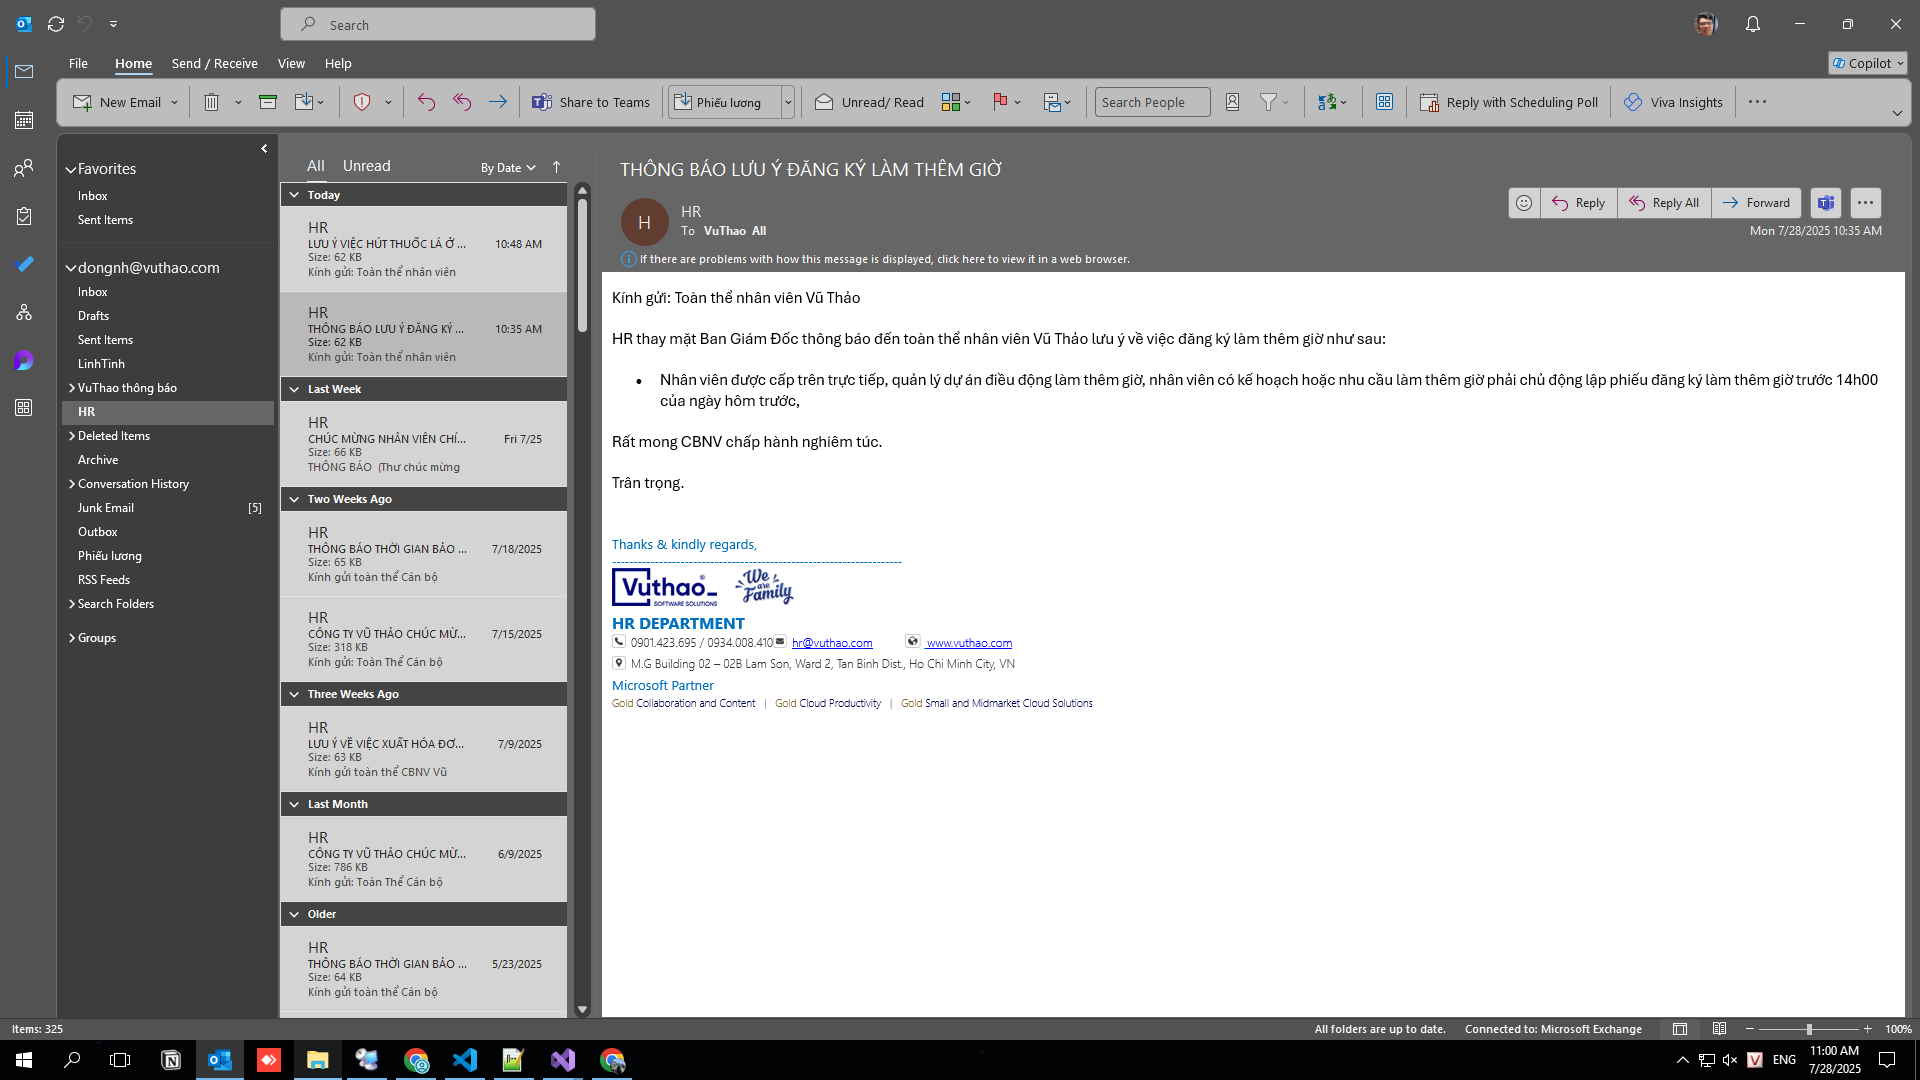 Search
File
Home
Send / Receive
View
Help
Copilot
New Email
Share to Teams
Phiếu lương
Unread/ Read
Search People
Reply with Scheduling Poll
Viva Insights
Favorites
Inbox
Sent Items
dongnh@vuthao.com
Inbox
Drafts
Sent Items
LinhTinh
VuThao thông báo
HR
Deleted Items
Archive
Conversation History
Junk Email [5]
Outbox
Phiếu lương
RSS Feeds
Search Folders
Groups
All
Unread
By Date
Today
HR
LƯU Ý VIỆC HÚT THUỐC LÁ Ở ... 10:48 AM
Size: 62 KB
Kính gửi: Toàn thể nhân viên
HR
THÔNG BÁO LƯU Ý ĐĂNG KÝ ... 10:35 AM
Size: 62 KB
Kính gửi: Toàn thể nhân viên
Last Week
HR
CHÚC MỪNG NHÂN VIÊN CHÍ... Fri 7/25
Size: 66 KB
THÔNG BÁO (Thư chúc mừng
Two Weeks Ago
HR
THÔNG BÁO THỜI GIAN BẢO ... 7/18/2025
Size: 65 KB
Kính gửi toàn thể Cán bộ
HR
CÔNG TY VŨ THẢO CHÚC MỪ... 7/15/2025
Size: 318 KB
Kính gửi: Toàn Thể Cán bộ
Three Weeks Ago
HR
LƯU Ý VỀ VIỆC XUẤT HÓA ĐƠ... 7/9/2025
Size: 63 KB
Kính gửi toàn thể CBNV Vũ
Last Month
HR
CÔNG TY VŨ THẢO CHÚC MỪ... 6/9/2025
Size: 786 KB
Kính gửi: Toàn Thể Cán bộ
Older
HR
THÔNG BÁO THỜI GIAN BẢO ... 5/23/2025
Size: 64 KB
Kính gửi toàn thể Cán bộ
THÔNG BÁO LƯU Ý ĐĂNG KÝ LÀM THÊM GIỜ
H
HR
To VuThao All
Reply
Reply All
Forward
Mon 7/28/2025 10:35 AM
If there are problems with how this message is displayed, click here to view it in a web browser.
Kính gửi: Toàn thể nhân viên Vũ Thảo
HR thay mặt Ban Giám Đốc thông báo đến toàn thể nhân viên Vũ Thảo lưu ý về việc đăng ký làm thêm giờ như sau:
• Nhân viên được cấp trên trực tiếp, quản lý dự án điều động làm thêm giờ, nhân viên có kế hoạch hoặc nhu cầu làm thêm giờ phải chủ động lập phiếu đăng ký làm thêm giờ trước 14h00
của ngày hôm trước,
Rất mong CBNV chấp hành nghiêm túc.
Trân trọng.
Thanks & kindly regards,
Vuthao® We are Family
SOFTWARE SOLUTIONS
HR DEPARTMENT
0901.423.695 / 0934.008.410 hr@vuthao.com www.vuthao.com
M.G Building 02 – 02B Lam Son, Ward 2, Tan Binh Dist., Ho Chi Minh City, VN
Microsoft Partner
Gold Collaboration and Content | Gold Cloud Productivity | Gold Small and Midmarket Cloud Solutions
Items: 325
All folders are up to date.
Connected to: Microsoft Exchange
100%
ENG
11:00 AM
7/28/2025